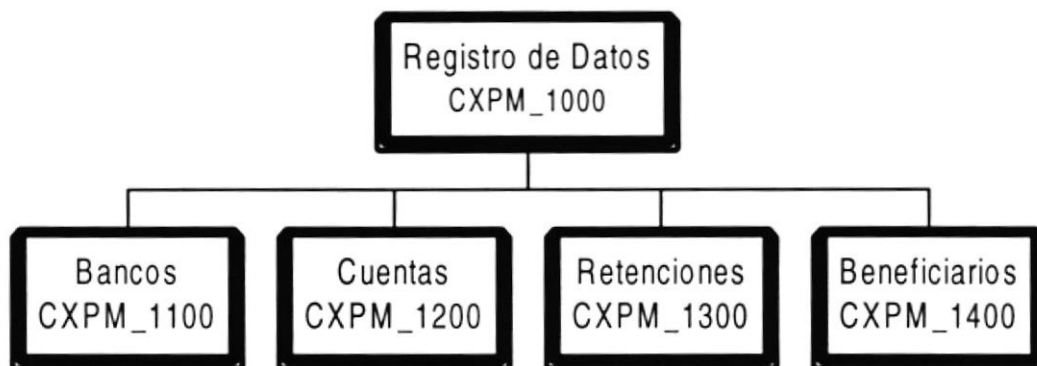 Registro de Datos
CXPM_1000
Bancos
CXPM_1100
Cuentas
CXPM_1200
Retenciones
CXPM_1300
Beneficiarios
CXPM_1400